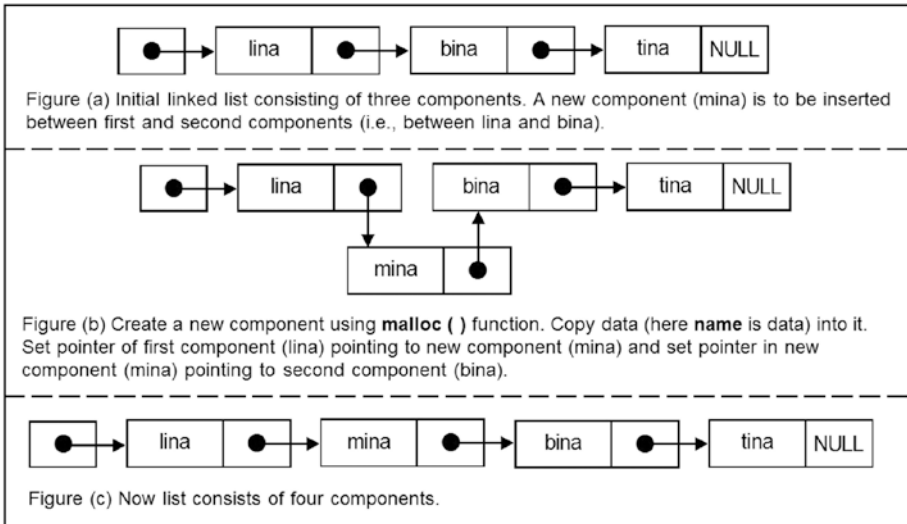 lina bina tina NULL
Figure (a) Initial linked list consisting of three components. A new component (mina) is to be inserted
between first and second components (i.e., between lina and bina).
lina bina tina NULL
mina
Figure (b) Create a new component using malloc ( ) function. Copy data (here name is data) into it.
Set pointer of first component (lina) pointing to new component (mina) and set pointer in new
component (mina) pointing to second component (bina).
lina mina bina tina NULL
Figure (c) Now list consists of four components.